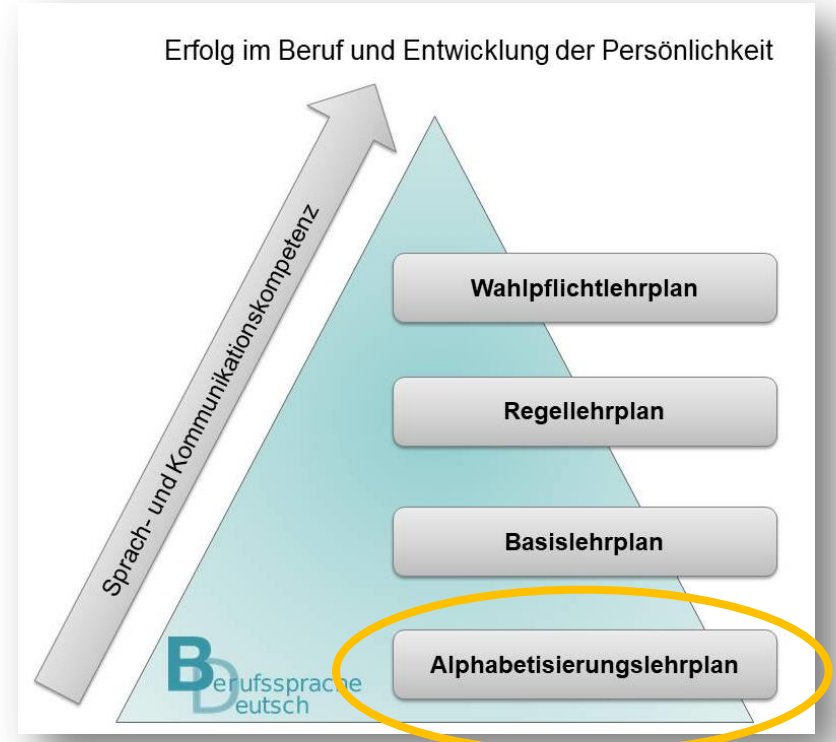 Erfolg im Beruf und Entwicklung der Persönlichkeit
Sprach- und Kommunikationskompetenz
Wahlpflichtlehrplan
Regellehrplan
Basislehrplan
Alphabetisierungslehrplan
Berufssprache
Deutsch